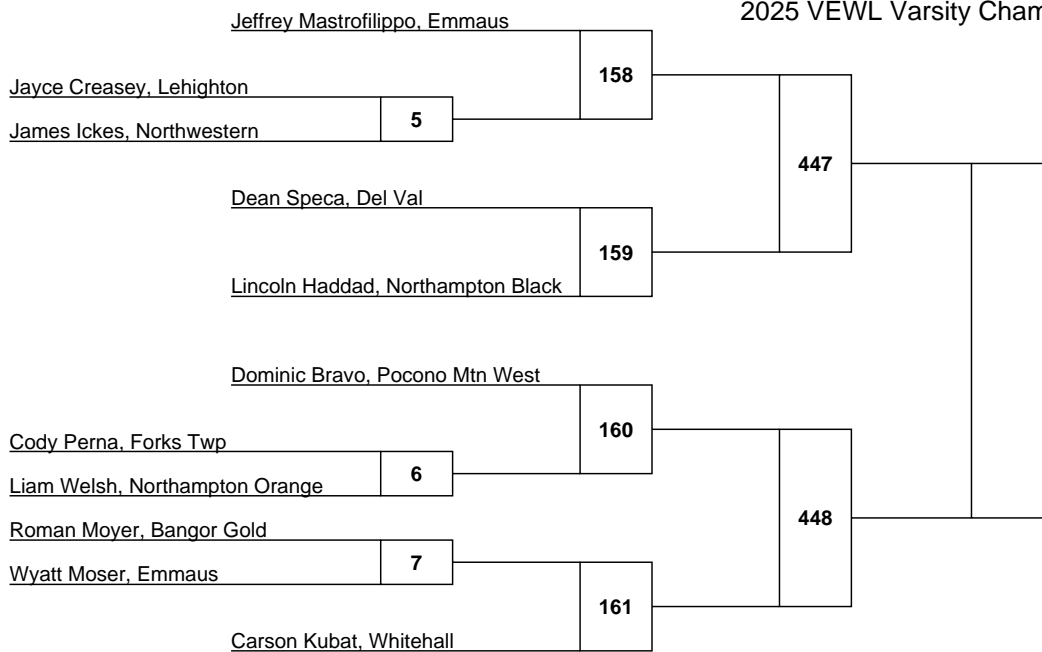 2025 VEWL Varsity
Jeffrey Mastrofilippo, Emmaus
158
Jayce Creasey, Lehighton
5
James Ickes, Northwestern
447
Dean Speca, Del Val
159
Lincoln Haddad, Northampton Black
Dominic Bravo, Pocono Mtn West
160
Cody Perna, Forks Twp
6
Liam Welsh, Northampton Orange
448
Roman Moyer, Bangor Gold
7
Wyatt Moser, Emmaus
161
Carson Kubat, Whitehall